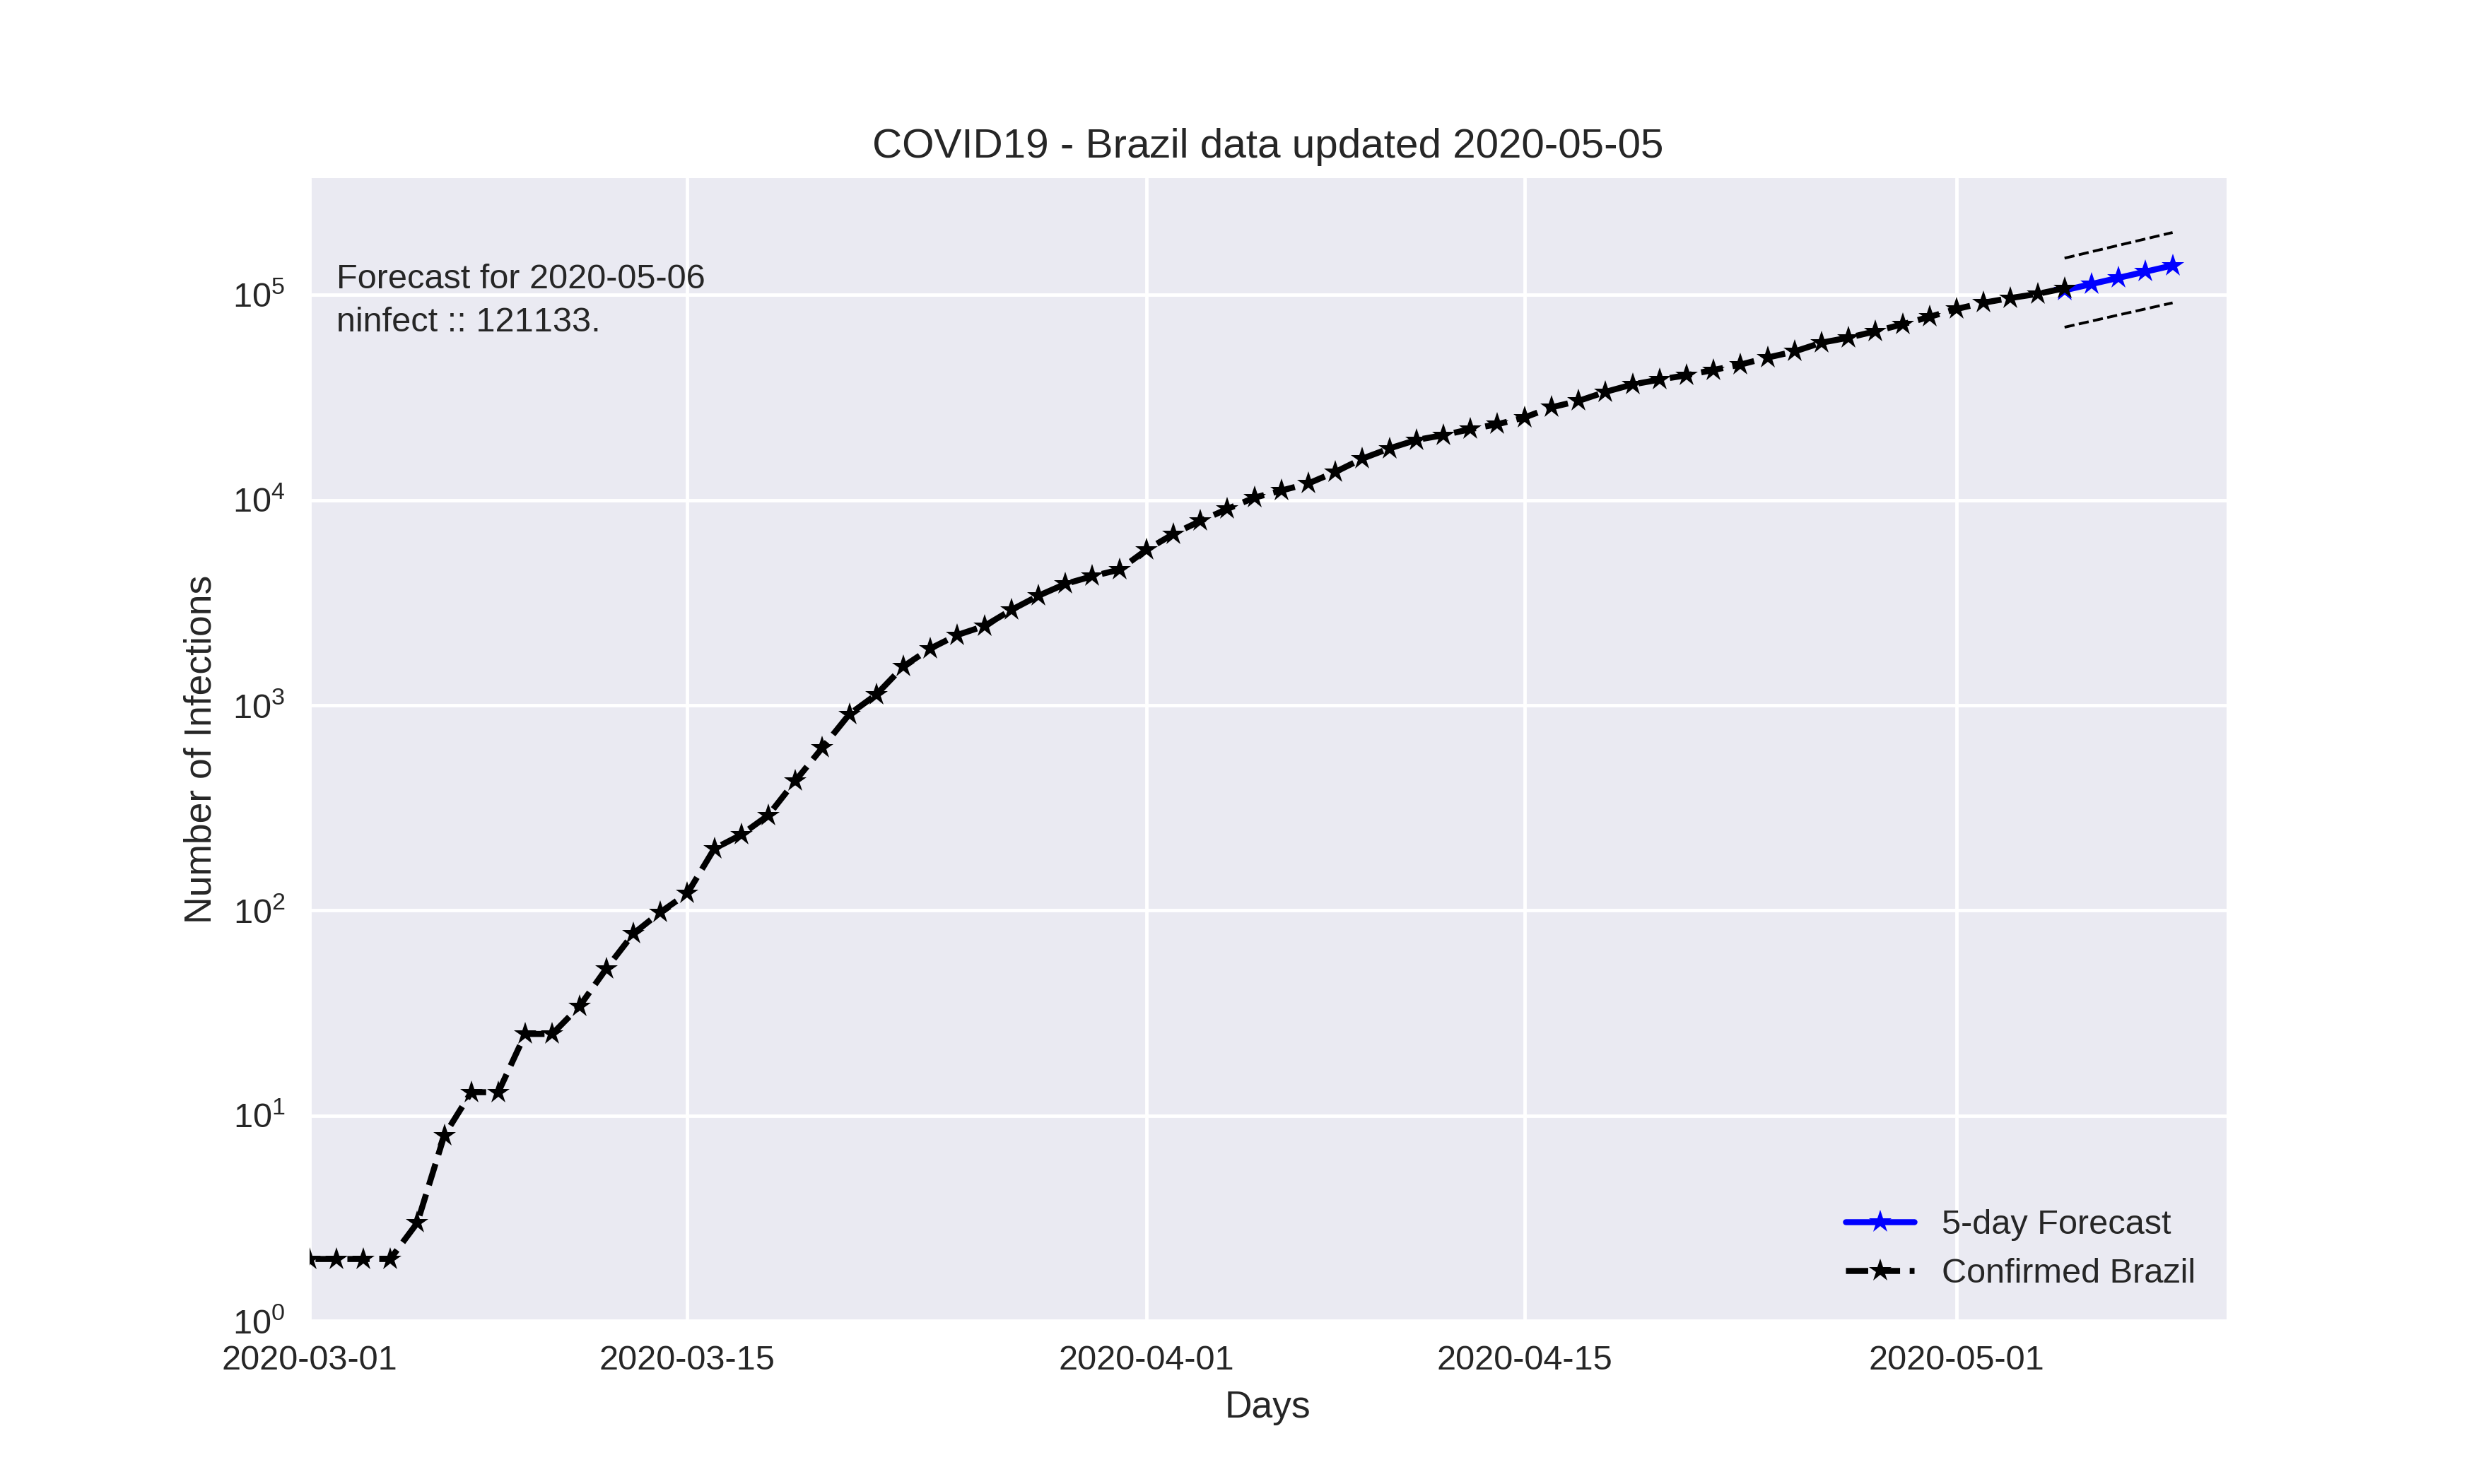 COVID19 - Brazil data updated 2020-05-05
Forecast for 2020-05-06
ninfect :: 121133.
Number of Infections
10^5
10^4
10^3
10^2
10^1
10^0
5-day Forecast
Confirmed Brazil
2020-03-01 2020-03-15 2020-04-01 2020-04-15 2020-05-01
Days